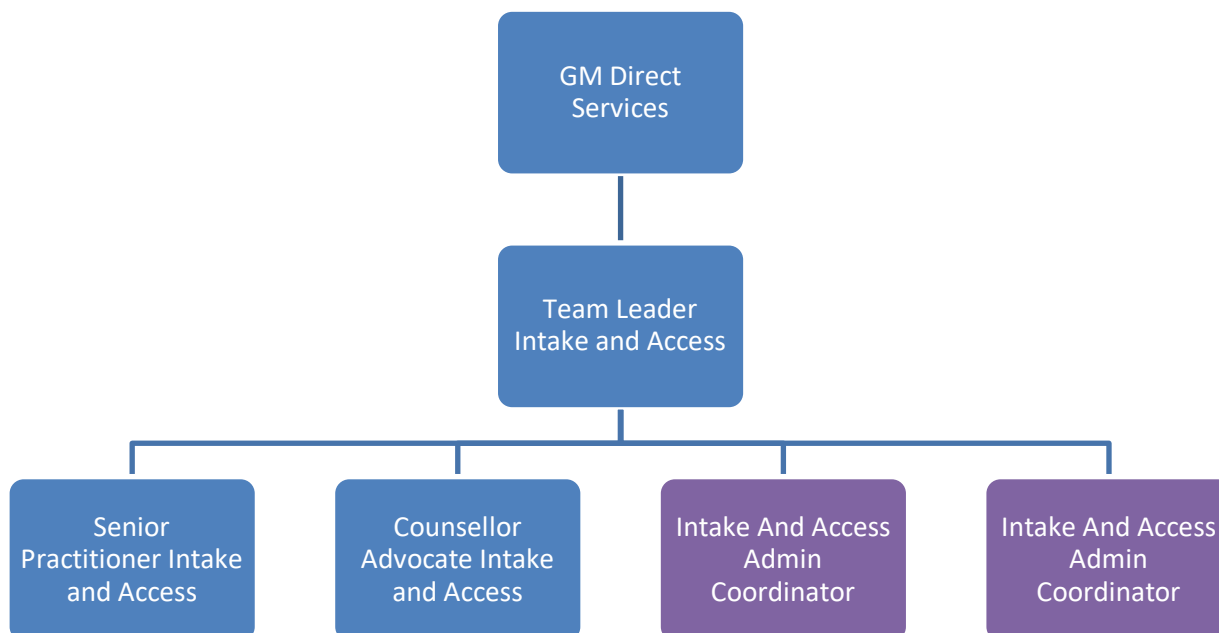 GM Direct
Services
Team Leader
Intake and Access
Senior
Practitioner Intake
and Access
Counsellor
Advocate Intake
and Access
Intake And Access
Admin
Coordinator
Intake And Access
Admin
Coordinator